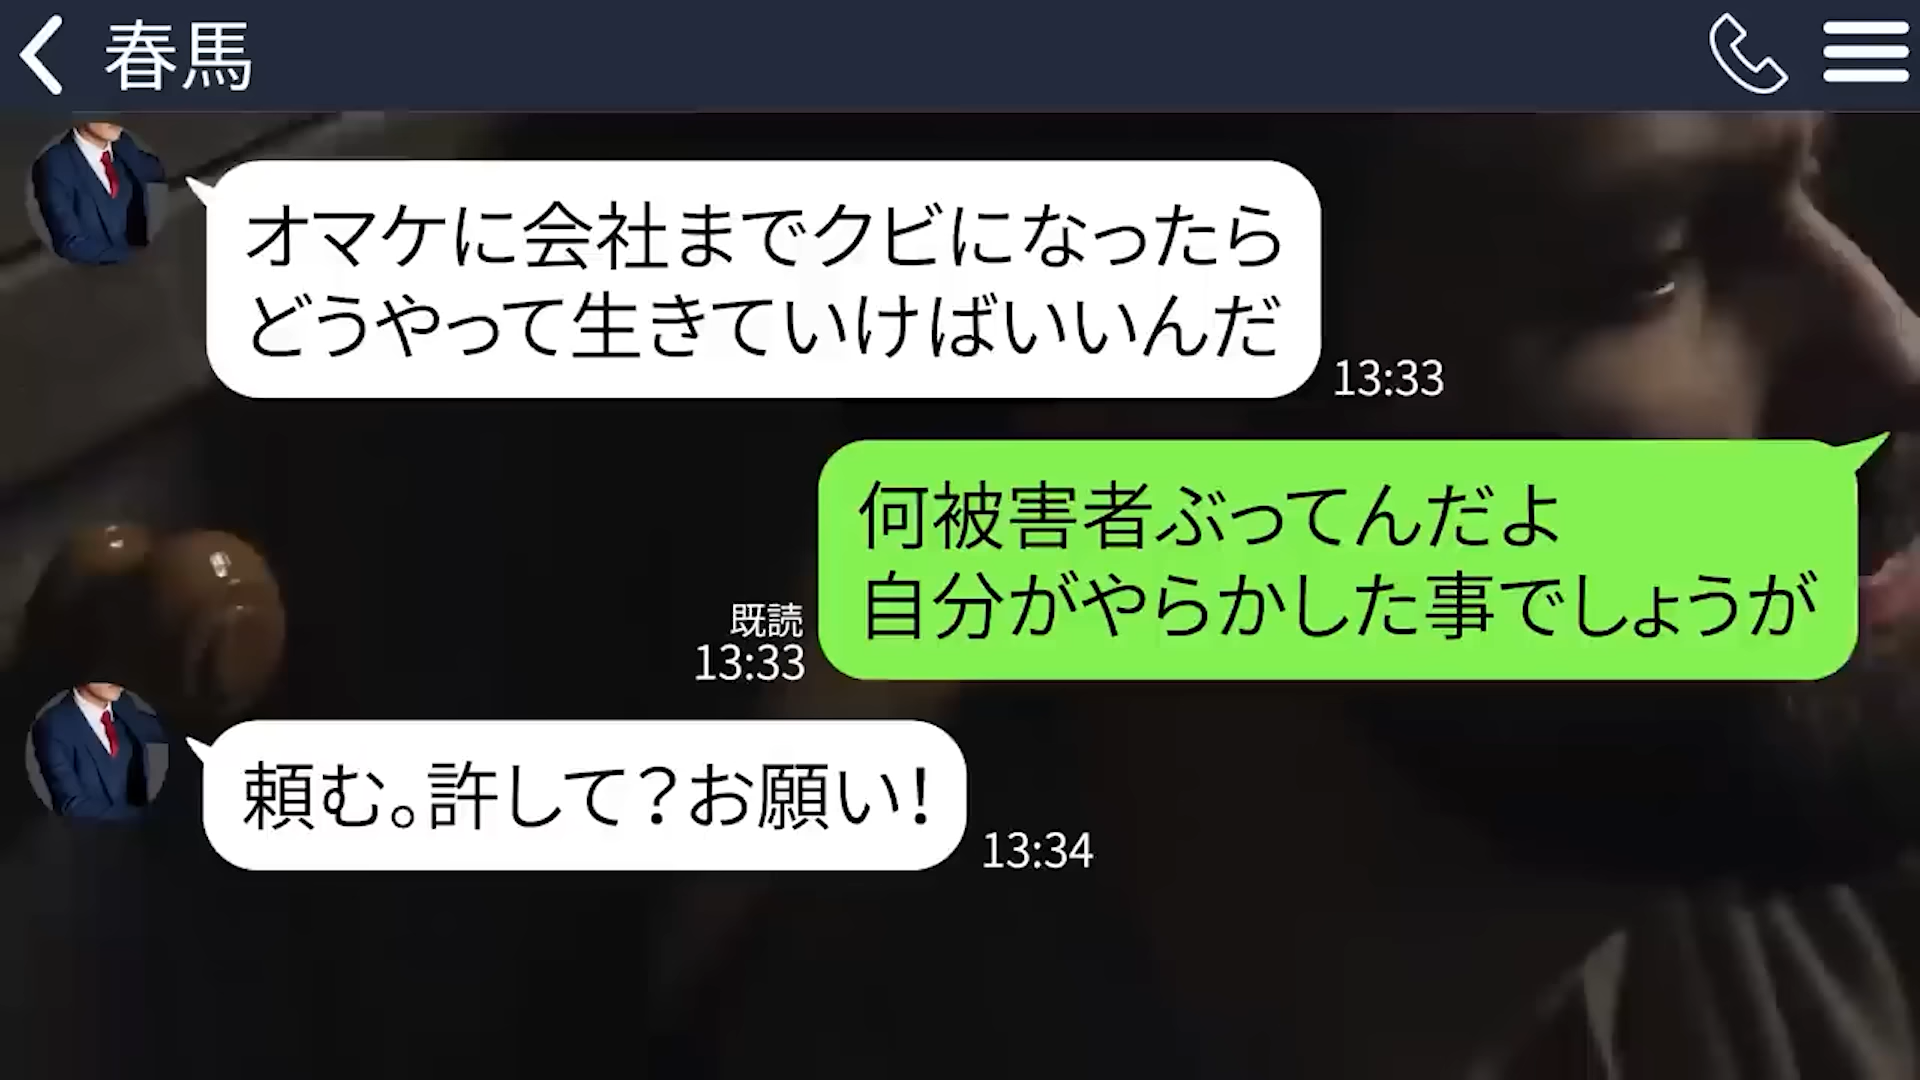 春馬
オマケに会社までクビになったら
どうやって生きていけばいいんだ
13:33
何被害者ぶってんだよ
自分がやらかした事でしょうが
既読
13:33
頼む。許して？お願い！
13:34